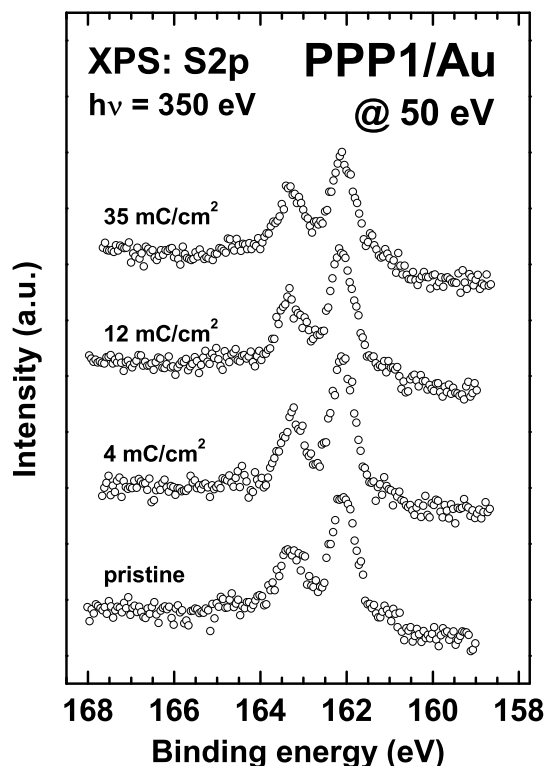 XPS: S2p
hν = 350 eV
PPP1/Au
@ 50 eV
35 mC/cm²
12 mC/cm²
4 mC/cm²
pristine
Intensity (a.u.)
168 166 164 162 160 158
Binding energy (eV)